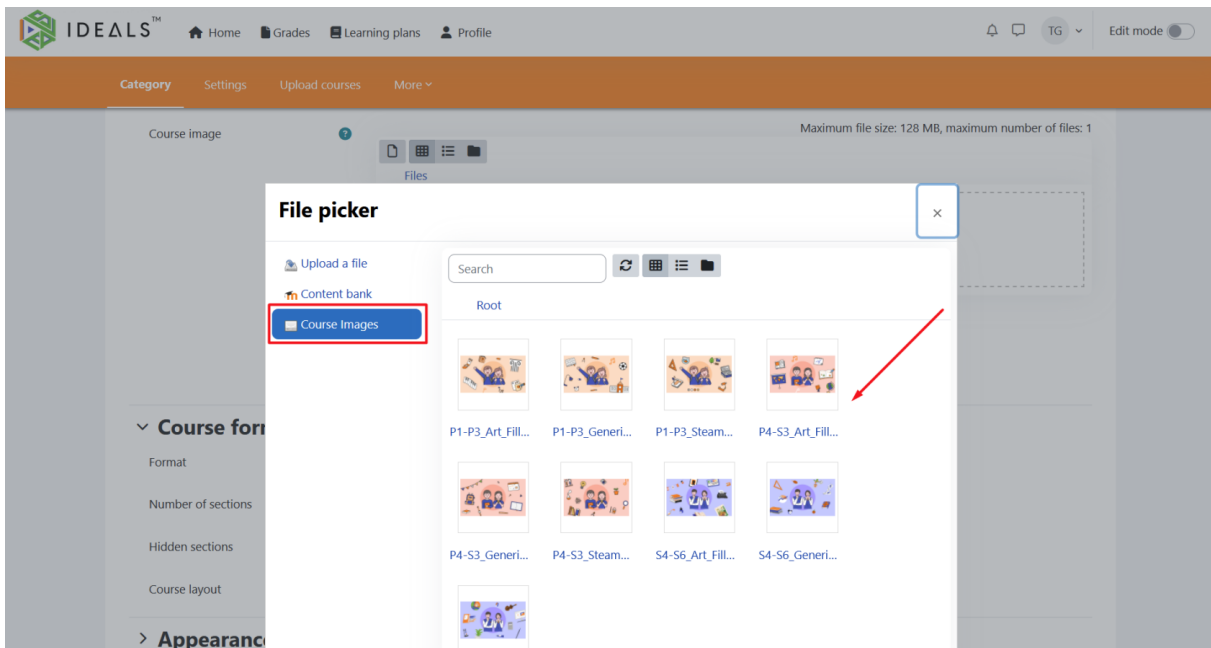 IDEALS™
Home Grades Learning plans Profile
TG
Edit mode
Category Settings Upload courses More
Course image
Maximum file size: 128 MB, maximum number of files: 1
Files
File picker
Upload a file
Content bank
Course Images
Search
Root
P1-P3_Art_Fill...
P1-P3_Generi...
P1-P3_Steam...
P4-S3_Art_Fill...
P4-S3_Generi...
P4-S3_Steam...
S4-S6_Art_Fill...
S4-S6_Generi...
Course for
Format
Number of sections
Hidden sections
Course layout
Appearanc